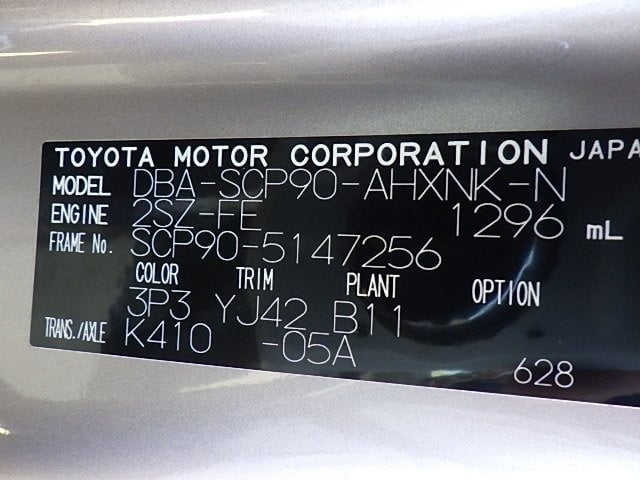 TOYOTA MOTOR CORPORATION JAPA
MODEL DBA-SCP90-AHXNK-N
ENGINE 2SZ-FE 1296 mL
FRAME No. SCP90-5147256
COLOR TRIM PLANT OPTION
3P3 YJ42 B11
TRANS./AXLE K410 -05A
628